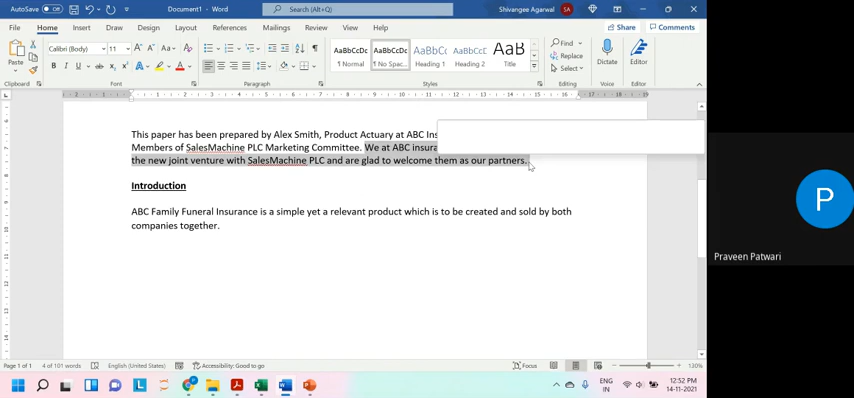 AutoSave Off Document1 - Word Search (Alt+Q) Shivangee Agarwal SA
File Home Insert Draw Design Layout References Mailings Review View Help Share Comments
Calibri (Body) 11 Aa AaBbCcDc AaBbCcDc AaBbCc AaBbCcD AaB Find
Paste B I U ab x₂ x² A A ¶ Normal ¶ No Spac... Heading 1 Heading 2 Title Replace Select Dictate Editor
Clipboard Font Paragraph Styles Editing Voice Editor
This paper has been prepared by Alex Smith, Product Actuary at ABC Ins
Members of SalesMachine PLC Marketing Committee. We at ABC insura
the new joint venture with SalesMachine PLC and are glad to welcome them as our partners.
Introduction
ABC Family Funeral Insurance is a simple yet a relevant product which is to be created and sold by both
companies together.
P
Praveen Patwari
Page 1 of 1 4 of 101 words English (United States) Accessibility: Good to go Focus 130%
ENG
IN
12:52 PM
14-11-2021